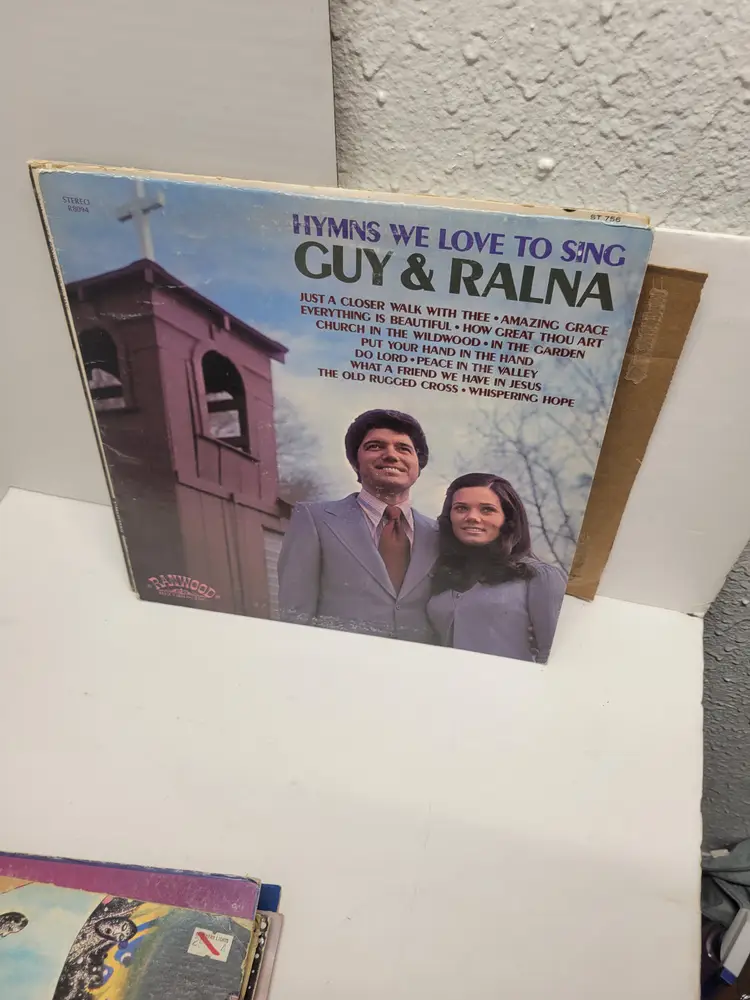 STEREO
R8094
ST 756
HYMNS WE LOVE TO SING
GUY & RALNA
JUST A CLOSER WALK WITH THEE • AMAZING GRACE
EVERYTHING IS BEAUTIFUL • HOW GREAT THOU ART
CHURCH IN THE WILDWOOD • IN THE GARDEN
PUT YOUR HAND IN THE HAND
DO LORD • PEACE IN THE VALLEY
WHAT A FRIEND WE HAVE IN JESUS
THE OLD RUGGED CROSS • WHISPERING HOPE
RANWOOD